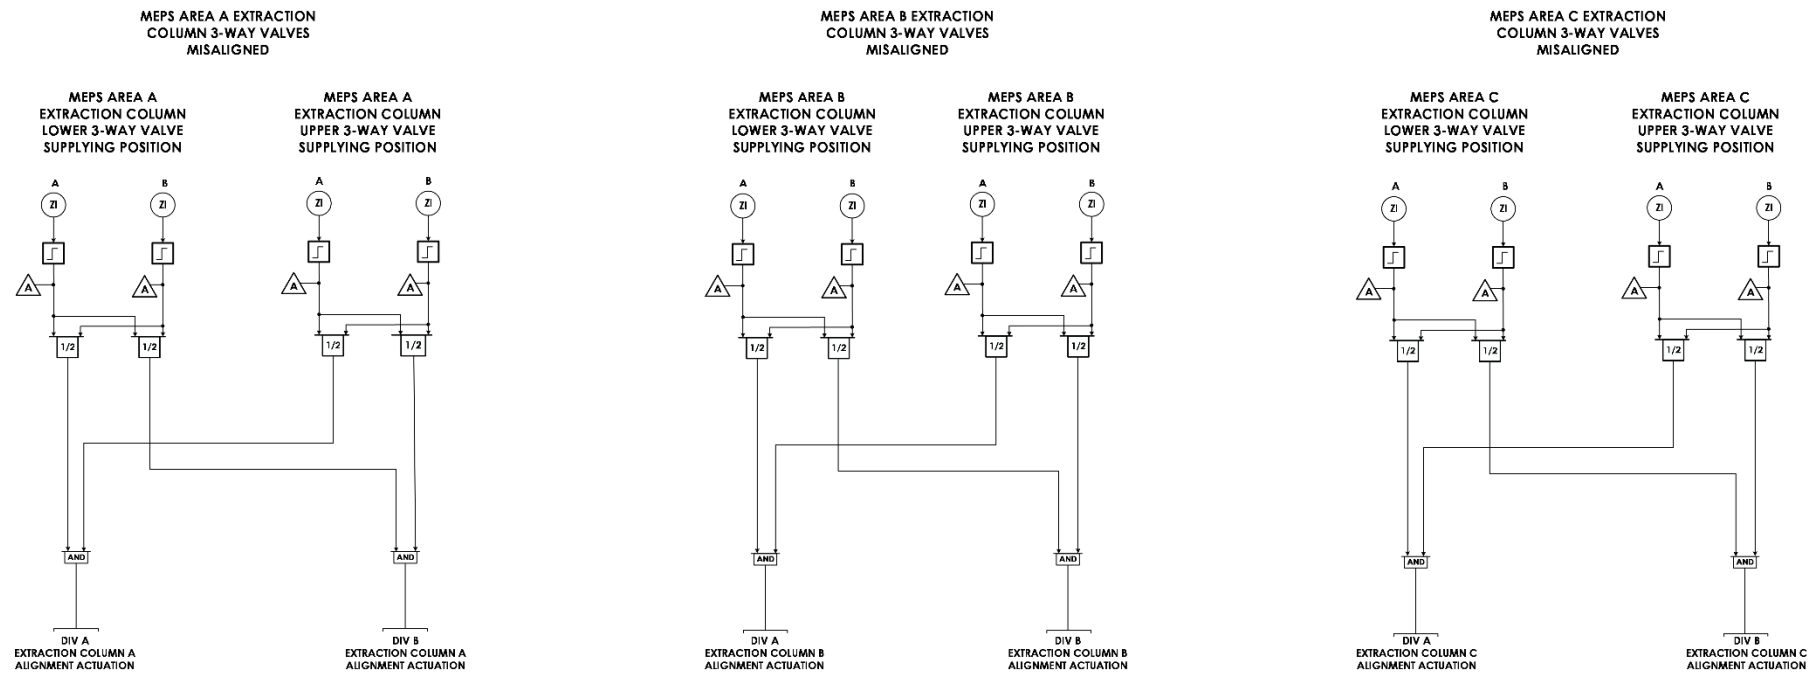 MEPS AREA A EXTRACTION
COLUMN 3-WAY VALVES
MISALIGNED
MEPS AREA A
EXTRACTION COLUMN
LOWER 3-WAY VALVE
SUPPLYING POSITION
MEPS AREA A
EXTRACTION COLUMN
UPPER 3-WAY VALVE
SUPPLYING POSITION
A
B
A
B
ZI
ZI
ZI
ZI
A
A
A
A
1/2
1/2
1/2
1/2
AND
AND
DIV A
EXTRACTION COLUMN A
ALIGNMENT ACTUATION
DIV B
EXTRACTION COLUMN A
ALIGNMENT ACTUATION
MEPS AREA B EXTRACTION
COLUMN 3-WAY VALVES
MISALIGNED
MEPS AREA B
EXTRACTION COLUMN
LOWER 3-WAY VALVE
SUPPLYING POSITION
MEPS AREA B
EXTRACTION COLUMN
UPPER 3-WAY VALVE
SUPPLYING POSITION
A
B
A
B
ZI
ZI
ZI
ZI
A
A
A
A
1/2
1/2
1/2
1/2
AND
AND
DIV A
EXTRACTION COLUMN B
ALIGNMENT ACTUATION
DIV B
EXTRACTION COLUMN B
ALIGNMENT ACTUATION
MEPS AREA C EXTRACTION
COLUMN 3-WAY VALVES
MISALIGNED
MEPS AREA C
EXTRACTION COLUMN
LOWER 3-WAY VALVE
SUPPLYING POSITION
MEPS AREA C
EXTRACTION COLUMN
UPPER 3-WAY VALVE
SUPPLYING POSITION
A
B
A
B
ZI
ZI
ZI
ZI
A
A
A
A
1/2
1/2
1/2
1/2
AND
AND
DIV A
EXTRACTION COLUMN C
ALIGNMENT ACTUATION
DIV B
EXTRACTION COLUMN C
ALIGNMENT ACTUATION